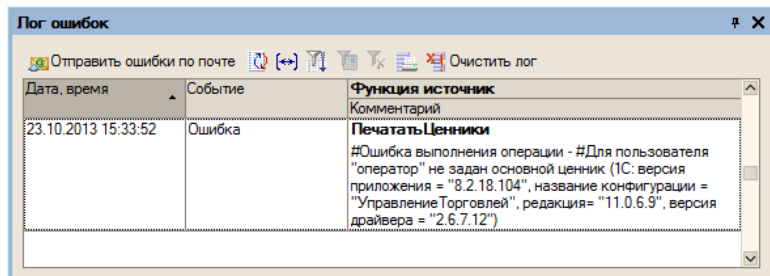 Лог ошибок
Отправить ошибки по почте Очистить лог
Дата, время Событие Функция источник
Комментарий
23.10.2013 15:33:52 Ошибка ПечататьЦенники
#Ошибка выполнения операции - #Для пользователя
"оператор" не задан основной ценник (1С: версия
приложения = "8.2.18.104", название конфигурации =
"УправлениеТорговлей", редакция= "11.0.6.9", версия
драйвера = "2.6.7.12")